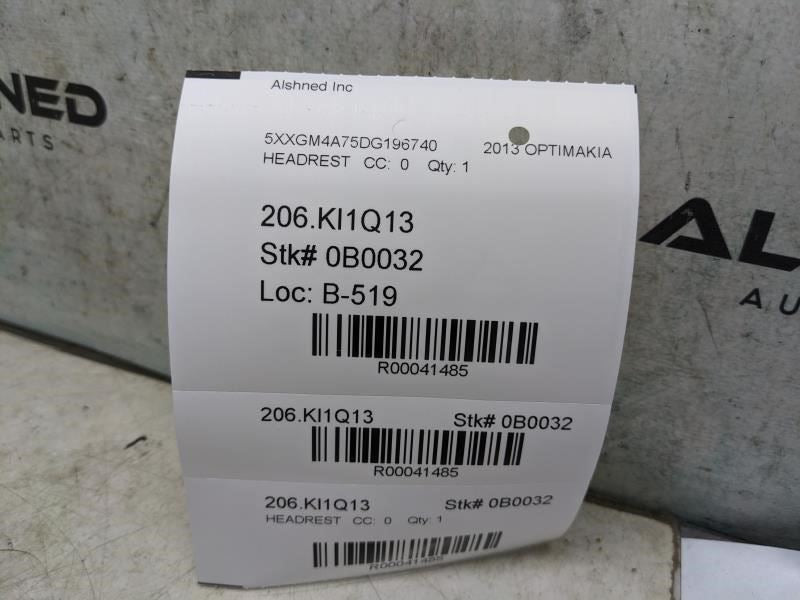 Alshned Inc
5XXGM4A75DG196740 2013 OPTIMAKIA
HEADREST CC: 0 Qty: 1
206.KI1Q13
Stk# 0B0032
Loc: B-519
R00041485
206.KI1Q13 Stk# 0B0032
R00041485
206.KI1Q13 Stk# 0B0032
HEADREST CC: 0 Qty: 1
R00041485
NED
ARTS
AL
AU